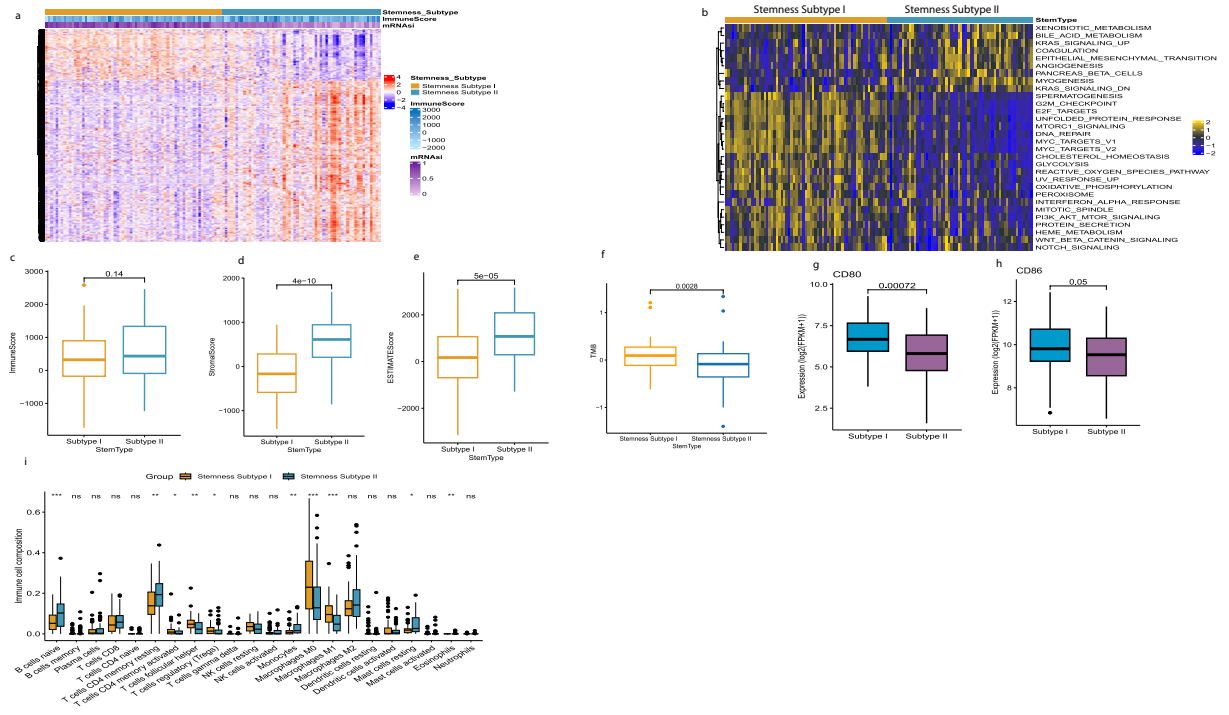 a
Stemness_Subtype
ImmuneScore
mRNAsi
4
2
0
−2
−4
Stemness_Subtype
Stemness Subtype I
Stemness Subtype II
ImmuneScore
3000
2000
1000
0
−1000
−2000
mRNAsi
1
0.5
0
b
Stemness Subtype I
Stemness Subtype II
StemType
XENOBIOTIC_METABOLISM
BILE_ACID_METABOLISM
KRAS_SIGNALING_UP
COAGULATION
EPITHELIAL_MESENCHYMAL_TRANSITION
ANGIOGENESIS
PANCREAS_BETA_CELLS
MYOGENESIS
KRAS_SIGNALING_DN
SPERMATOGENESIS
G2M_CHECKPOINT
E2F_TARGETS
UNFOLDED_PROTEIN_RESPONSE
MTORC1_SIGNALING
DNA_REPAIR
MYC_TARGETS_V1
MYC_TARGETS_V2
CHOLESTEROL_HOMEOSTASIS
GLYCOLYSIS
REACTIVE_OXYGEN_SPECIES_PATHWAY
UV_RESPONSE_UP
OXIDATIVE_PHOSPHORYLATION
PEROXISOME
INTERFERON_ALPHA_RESPONSE
MITOTIC_SPINDLE
PI3K_AKT_MTOR_SIGNALING
PROTEIN_SECRETION
HEME_METABOLISM
WNT_BETA_CATENIN_SIGNALING
NOTCH_SIGNALING
2
1
0
−1
−2
c
0.14
3000
2000
1000
0
−1000
ImmuneScore
Subtype I
Subtype II
StemType
d
4e−10
2000
1000
0
−1000
StromalScore
Subtype I
Subtype II
StemType
e
5e−05
2000
0
−2000
ESTIMATEScore
Subtype I
Subtype II
StemType
f
0.0028
1
0
−1
TMB
Stemness Subtype I
Stemness Subtype II
StemType
g
CD80
0.00072
10.0
7.5
5.0
2.5
Expression (log2(FPKM+1))
Subtype I
Subtype II
h
CD86
0.05
12
10
8
Expression (log2(FPKM+1))
Subtype I
Subtype II
i
Group
Stemness Subtype I
Stemness Subtype II
*** ns ns ns ns ** * ** * ns ns ns ** *** *** ns ns ns * ns ** ns
0.6
0.4
0.2
0.0
Immune cell composition
B cells naive
B cells memory
Plasma cells
T cells CD8
T cells CD4 naive
T cells CD4 memory resting
T cells CD4 memory activated
T cells follicular helper
T cells regulatory (Tregs)
T cells gamma delta
NK cells resting
NK cells activated
Monocytes
Macrophages M0
Macrophages M1
Macrophages M2
Dendritic cells resting
Dendritic cells activated
Mast cells resting
Mast cells activated
Eosinophils
Neutrophils